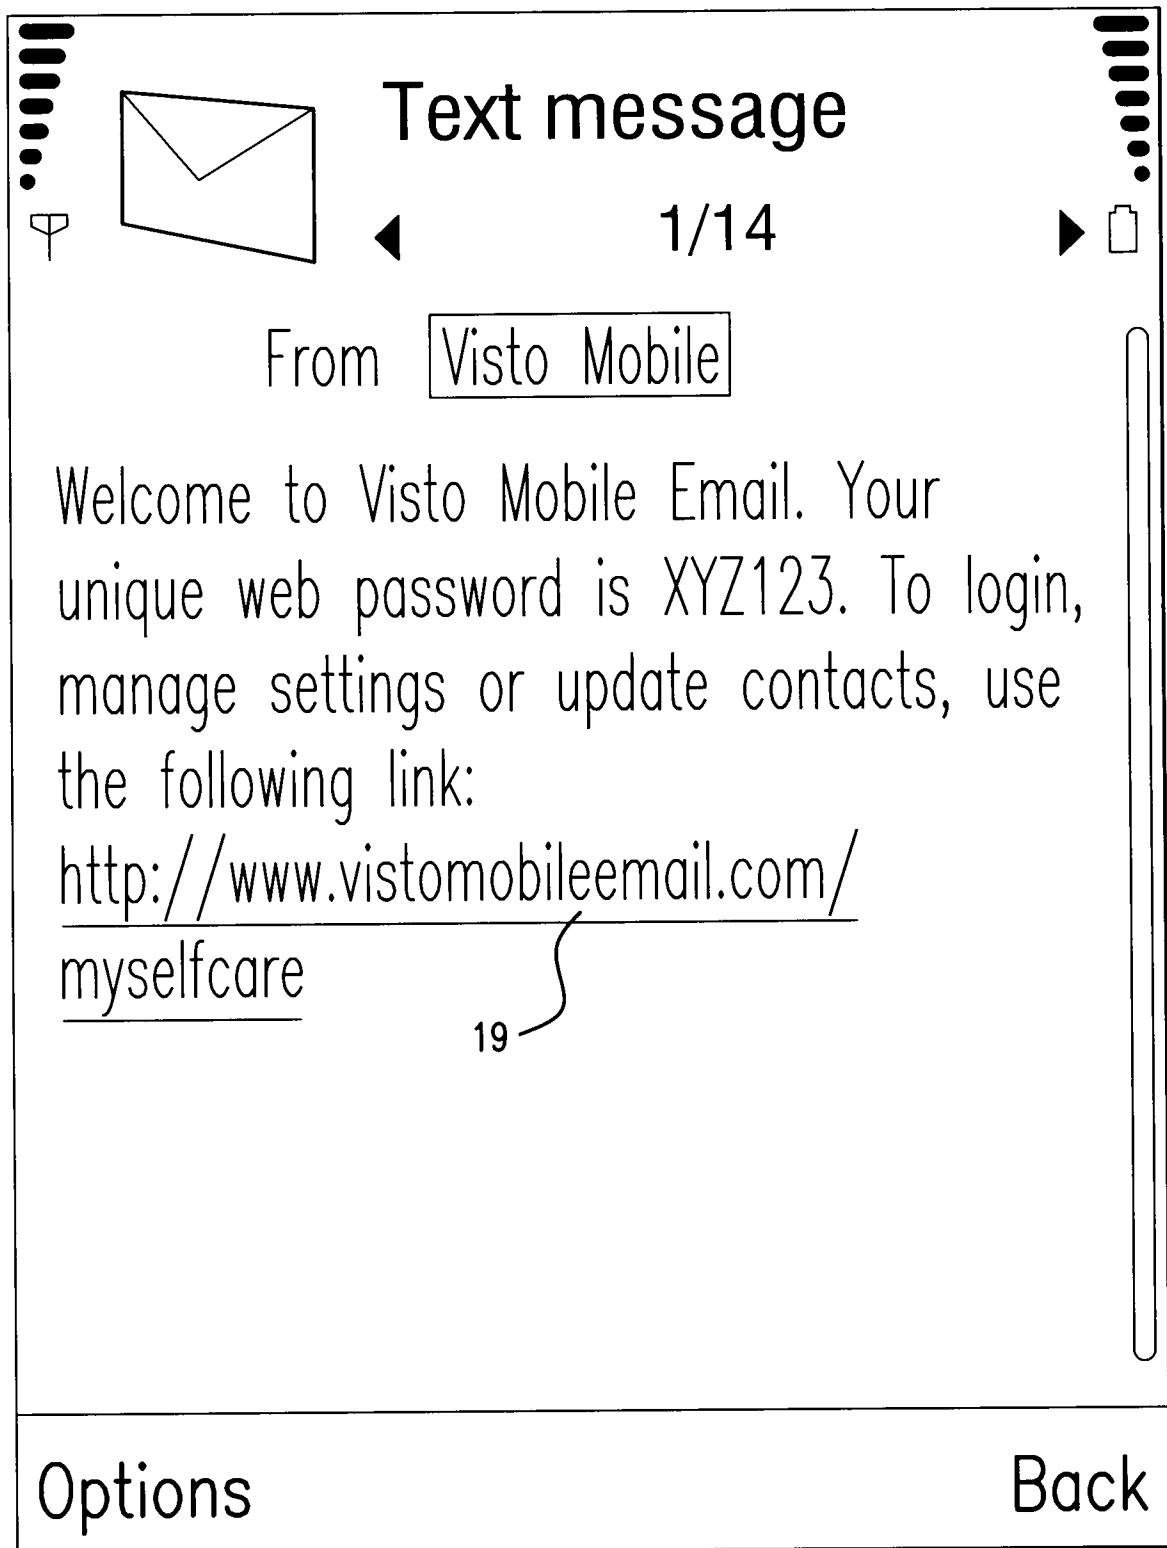 Text message
1/14
From Visto Mobile
Welcome to Visto Mobile Email. Your
unique web password is XYZ123. To login,
manage settings or update contacts, use
the following link:
http://www.vistomobileemail.com/
myselfcare
19
Options Back